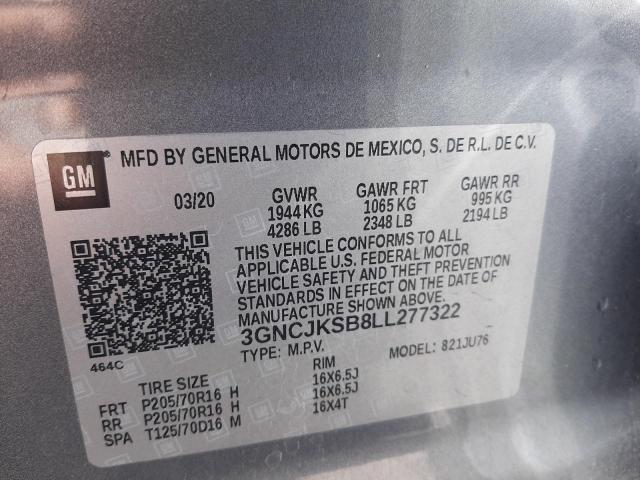 GM ® MFD BY GENERAL MOTORS DE MEXICO, S. DE R.L. DE C.V.
03/20 GVWR GAWR FRT GAWR RR
1944 KG 1065 KG 995 KG
4286 LB 2348 LB 2194 LB
THIS VEHICLE CONFORMS TO ALL
APPLICABLE U.S. FEDERAL MOTOR
VEHICLE SAFETY AND THEFT PREVENTION
STANDARDS IN EFFECT ON THE DATE OF
MANUFACTURE SHOWN ABOVE.
3GNCJKSB8LL277322
464C TYPE: M.P.V. MODEL: 821JU76
TIRE SIZE RIM
FRT P205/70R16 H 16X6.5J
RR P205/70R16 H 16X6.5J
SPA T125/70D16 M 16X4T